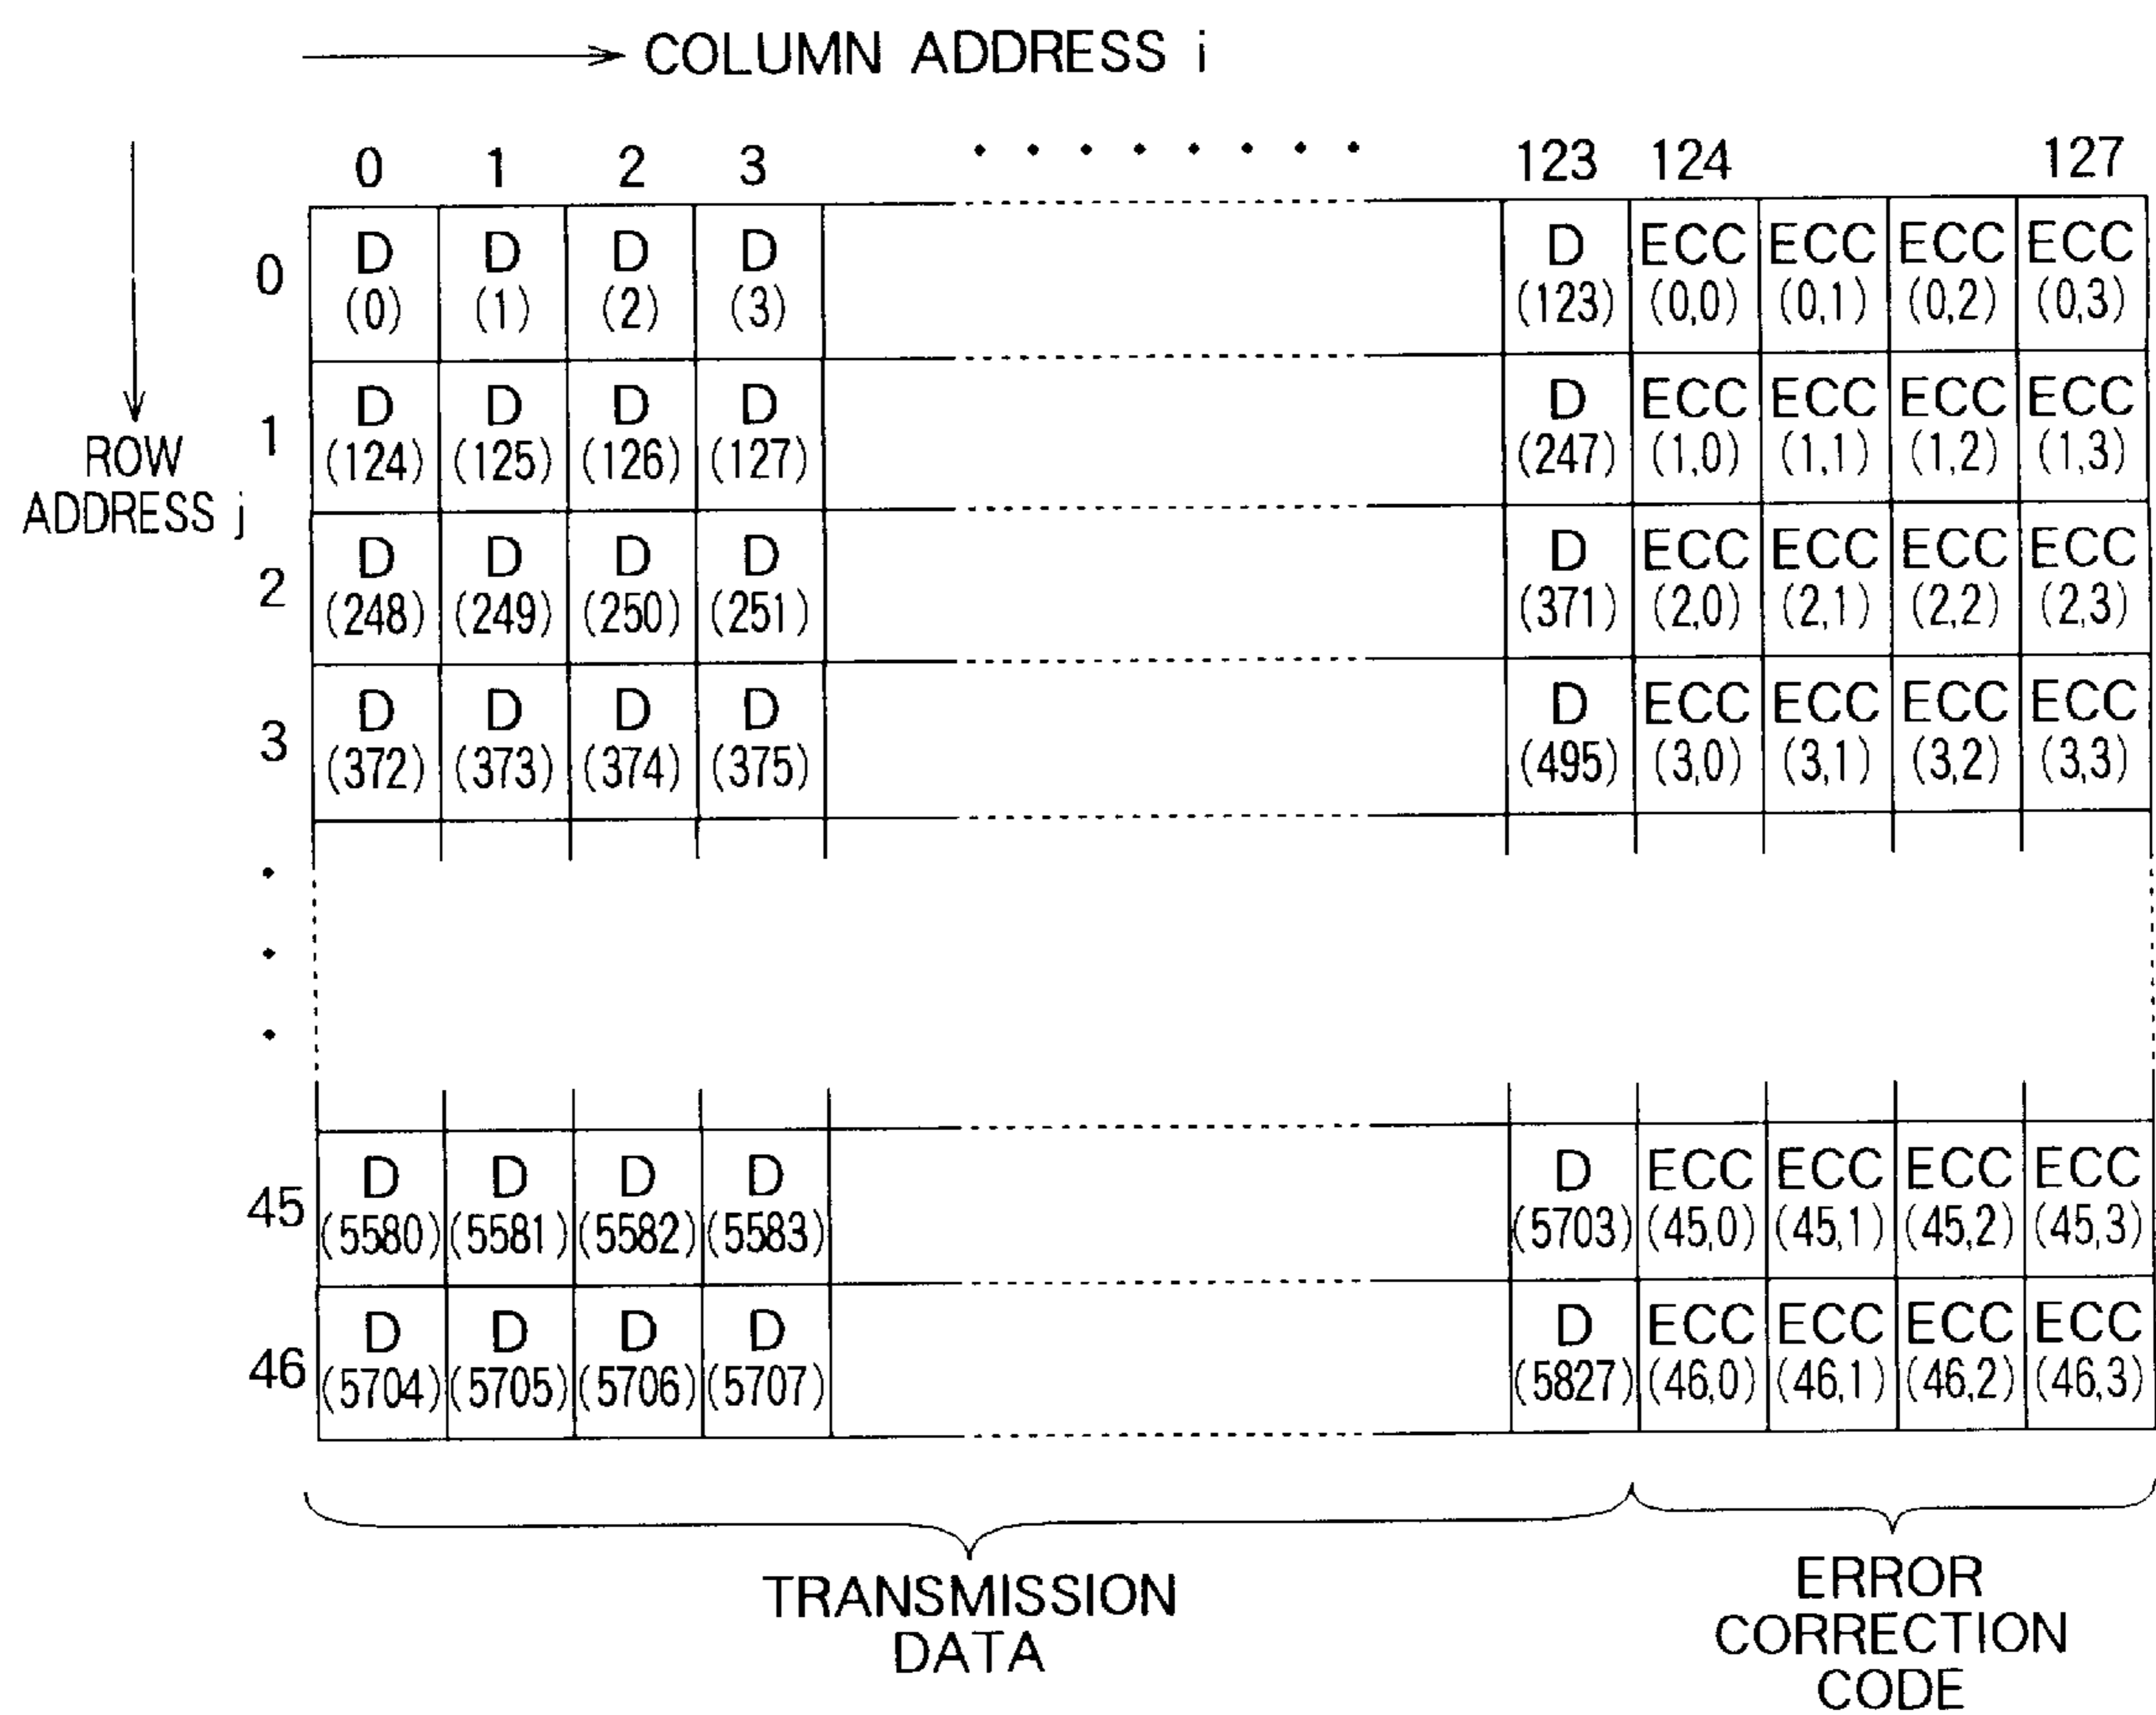 COLUMN ADDRESS i
0 1 2 3 ········ 123 124 127
ROW
ADDRESS j
0 D D D D D ECC ECC ECC ECC
(0) (1) (2) (3) (123) (0,0) (0,1) (0,2) (0,3)
1 D D D D D ECC ECC ECC ECC
(124) (125) (126) (127) (247) (1,0) (1,1) (1,2) (1,3)
2 D D D D D ECC ECC ECC ECC
(248) (249) (250) (251) (371) (2,0) (2,1) (2,2) (2,3)
3 D D D D D ECC ECC ECC ECC
(372) (373) (374) (375) (495) (3,0) (3,1) (3,2) (3,3)
45 D D D D D ECC ECC ECC ECC
(5580) (5581) (5582) (5583) (5703) (45,0) (45,1) (45,2) (45,3)
46 D D D D D ECC ECC ECC ECC
(5704) (5705) (5706) (5707) (5827) (46,0) (46,1) (46,2) (46,3)
TRANSMISSION
DATA
ERROR
CORRECTION
CODE